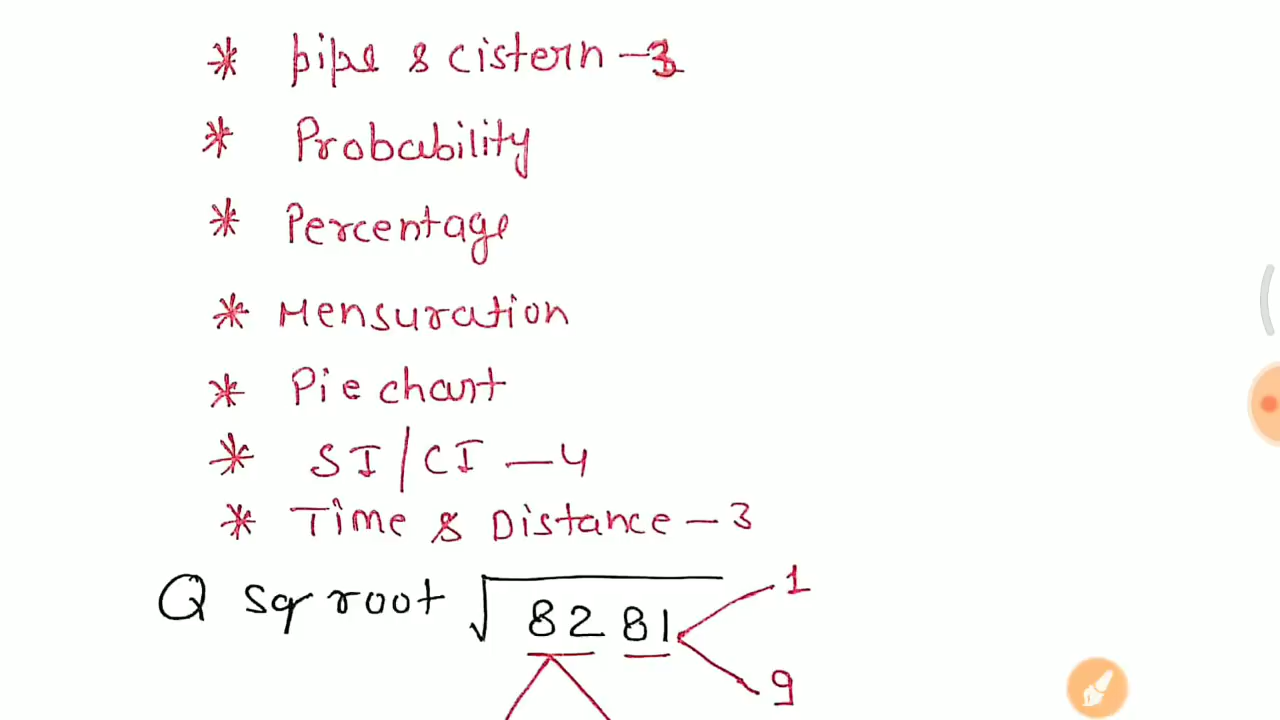 * pipe & cistern - 3
* Probability
* Percentage
* Mensuration
* Pie chart
* SI/CI - 4
* Time & Distance - 3
Q sq root √8281
1
9